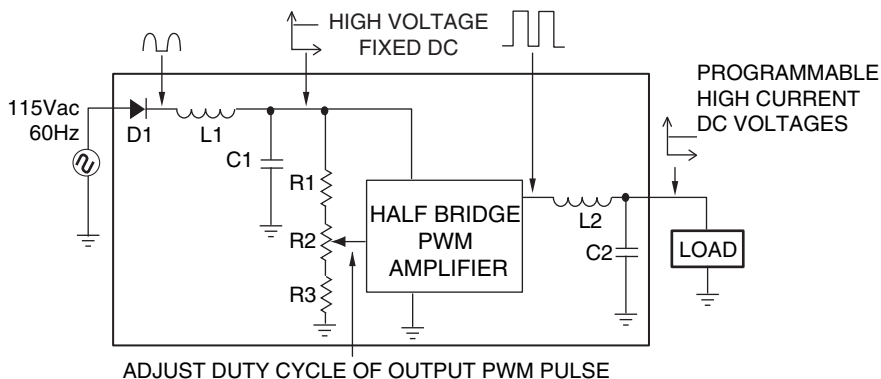 HIGH VOLTAGE
FIXED DC
PROGRAMMABLE
HIGH CURRENT
DC VOLTAGES
115Vac
60Hz
D1
L1
C1
R1
R2
R3
HALF BRIDGE
PWM
AMPLIFIER
L2
C2
LOAD
ADJUST DUTY CYCLE OF OUTPUT PWM PULSE